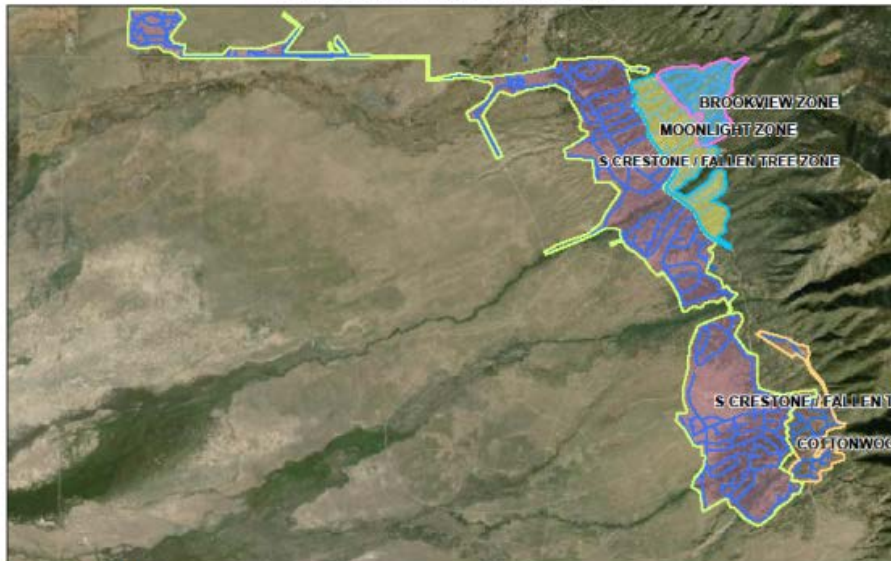 BROOKVIEW ZONE
MOONLIGHT ZONE
S CRESTONE / FALLEN TREE ZONE
S CRESTONE / FALLEN T
COTTONWOO